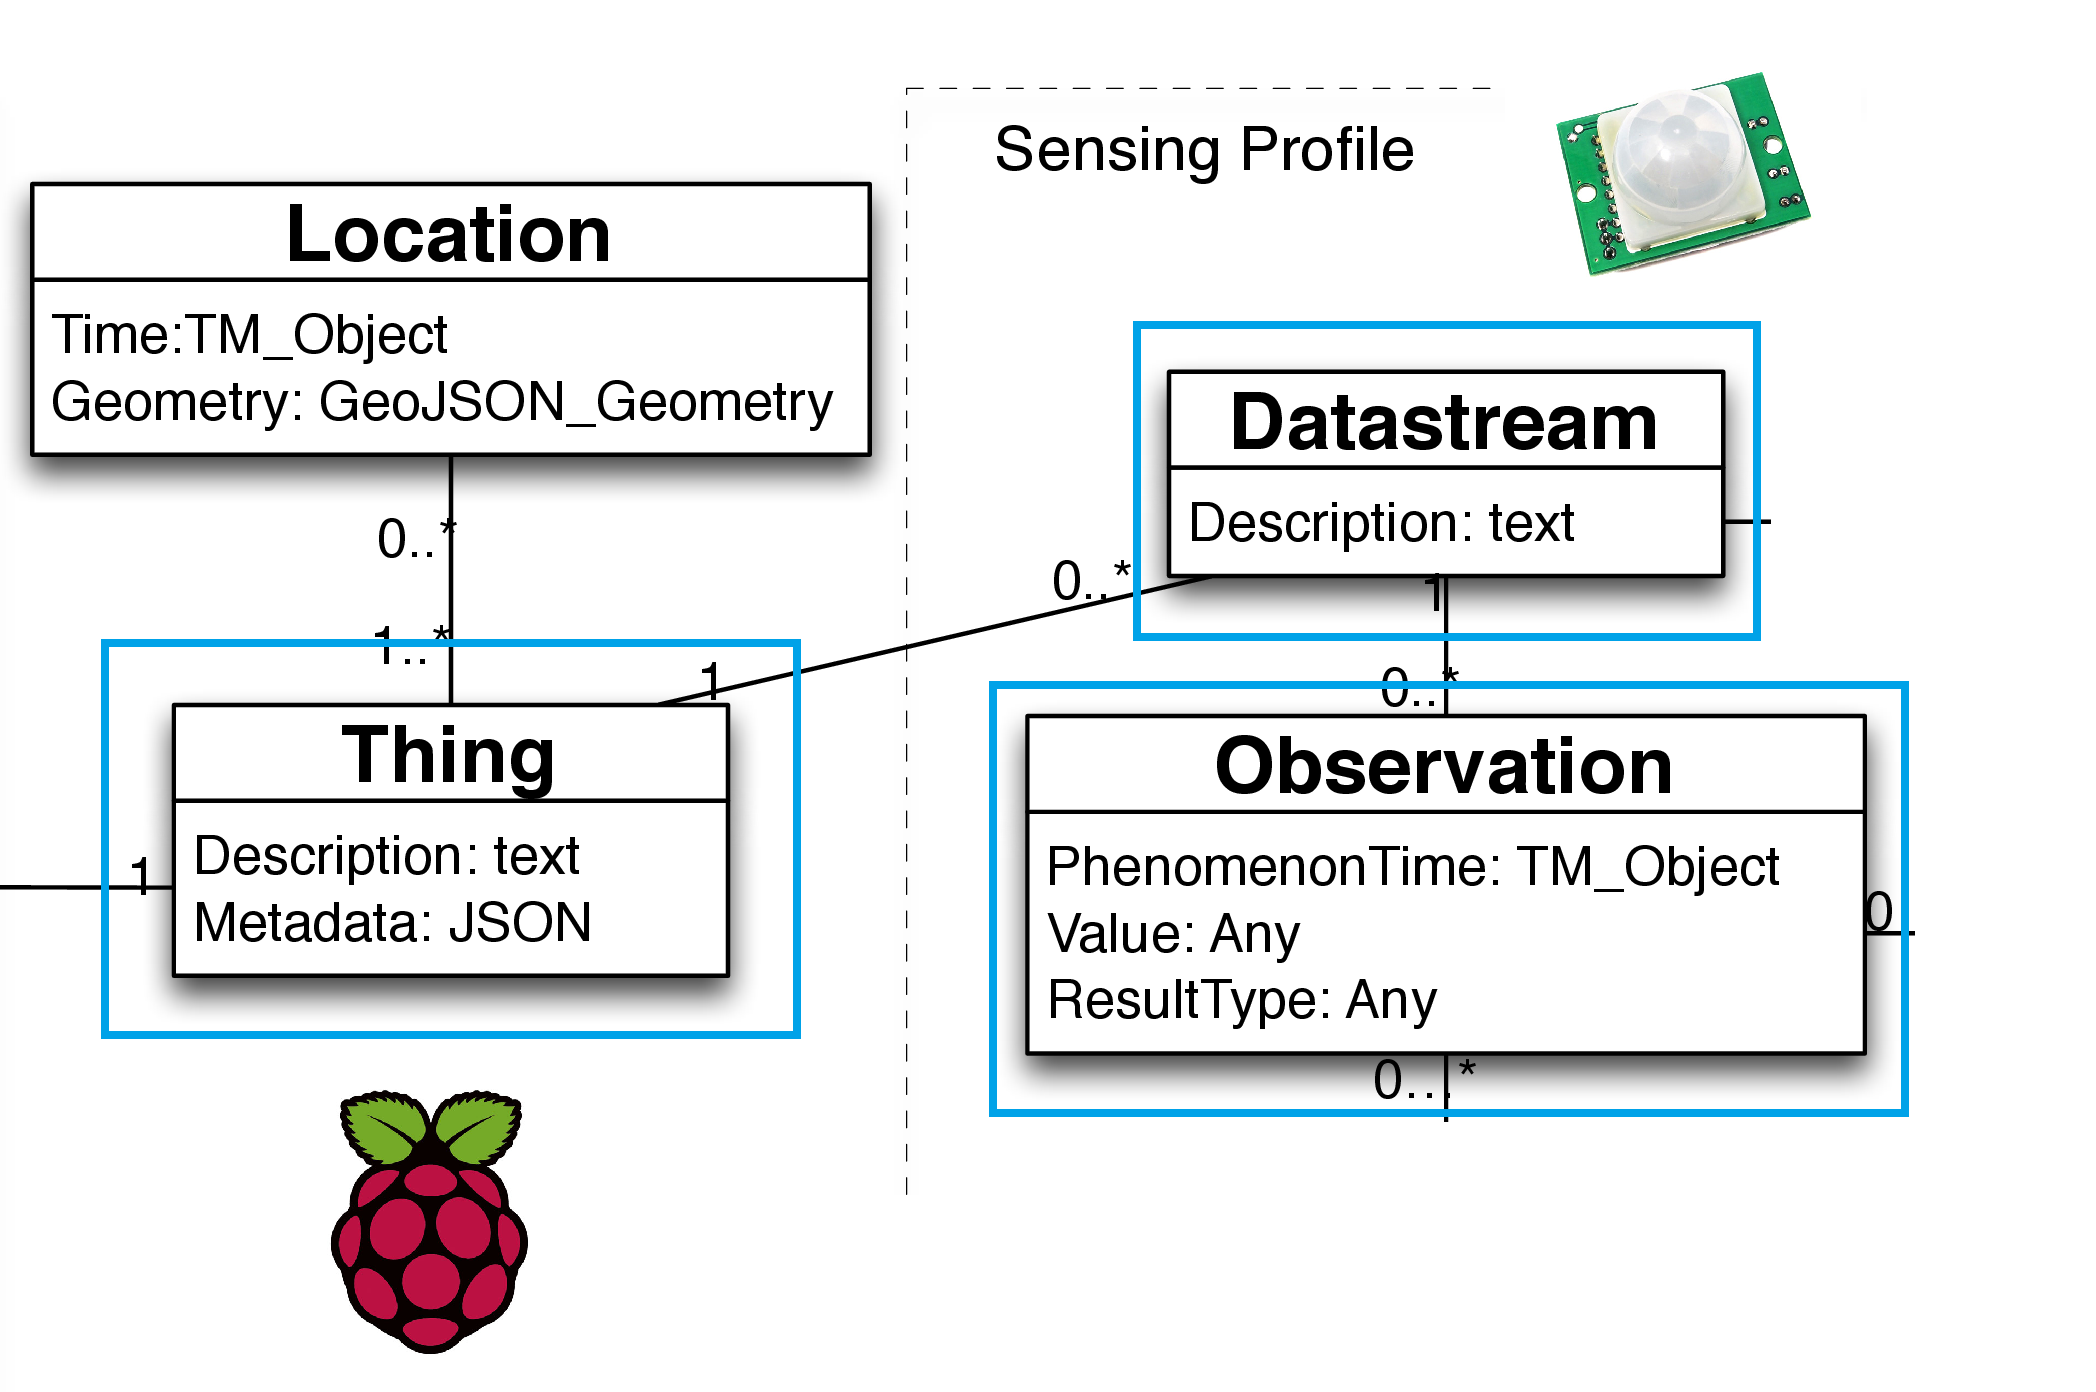 Sensing Profile
Location
Time:TM_Object
Geometry: GeoJSON_Geometry
0..*
1..*
Thing
Description: text
Metadata: JSON
1
1
0..*
Datastream
Description: text
1
0..*
Observation
PhenomenonTime: TM_Object
Value: Any
ResultType: Any
0
0...*